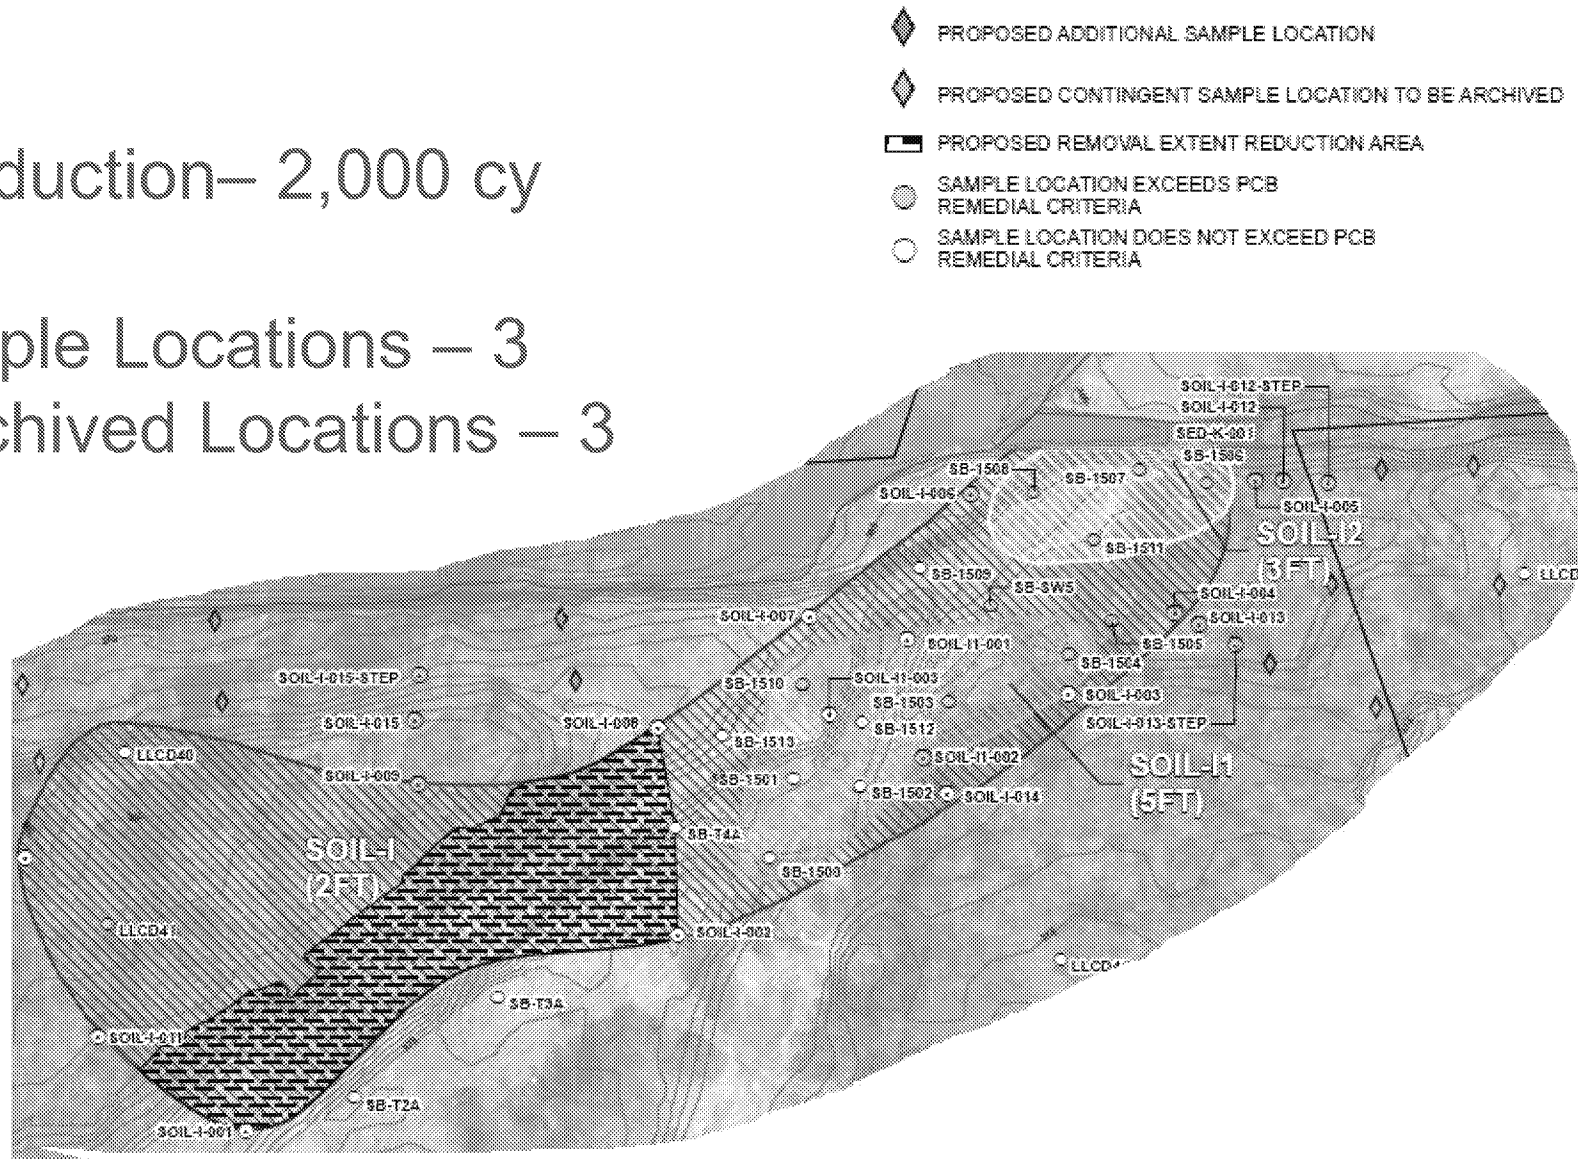 PROPOSED ADDITIONAL SAMPLE LOCATION
PROPOSED CONTINGENT SAMPLE LOCATION TO BE ARCHIVED
PROPOSED REMOVAL EXTENT REDUCTION AREA
SAMPLE LOCATION EXCEEDS PCB
REMEDIAL CRITERIA
SAMPLE LOCATION DOES NOT EXCEED PCB
REMEDIAL CRITERIA
duction– 2,000 cy
ple Locations – 3
chived Locations – 3
SOIL-I-012-STEP
SOIL-I-012
SED-K-001
SB-1506
SB-1508
SB-1507
SOIL-I-006
SOIL-I-005
SOIL-I2
(3FT)
SB-1511
SB-1509
LLCD
SB-SW5
SOIL-I-004
SOIL-I-007
SOIL-I-013
SOIL-I1-001
SB-1505
SB-1504
SOIL-I-015-STEP
SB-1510
SOIL-I1-003
SOIL-I-003
SB-1503
SOIL-I-015
SOIL-I-008
SB-1512
SOIL-I-013-STEP
SB-1513
LLCD40
SOIL-I1-002
SOIL-I1
(5FT)
SOIL-I-009
SB-1501
SB-1502
SOIL-I-014
SB-T4A
SOIL-I
(2FT)
SB-1500
LLCD41
SOIL-I-002
LLCD4
SB-T3A
SOIL-I-011
SB-T2A
SOIL-I-001